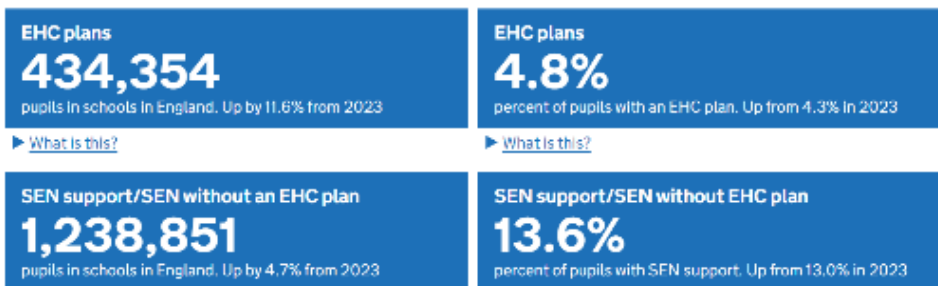 EHC plans
434,354
pupils in schools in England. Up by 11.6% from 2023
What is this?
EHC plans
4.8%
percent of pupils with an EHC plan. Up from 4.3% in 2023
What is this?
SEN support/SEN without an EHC plan
1,238,851
pupils in schools in England. Up by 4.7% from 2023
SEN support/SEN without EHC plan
13.6%
percent of pupils with SEN support. Up from 13.0% in 2023